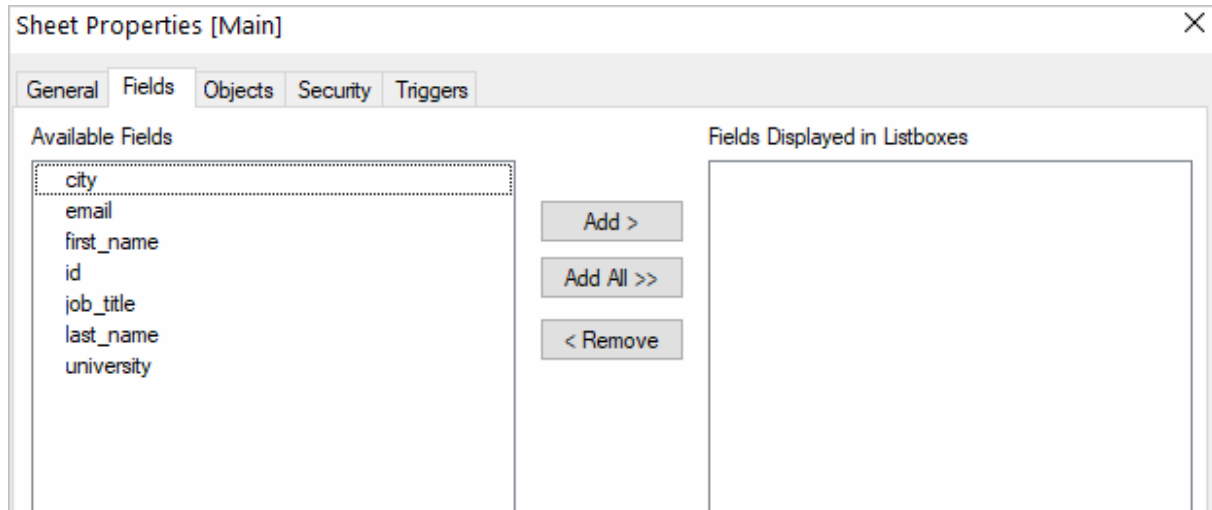 Sheet Properties [Main]
General Fields Objects Security Triggers
Available Fields
Fields Displayed in Listboxes
city
email
first_name
id
job_title
last_name
university
Add >
Add All >>
< Remove